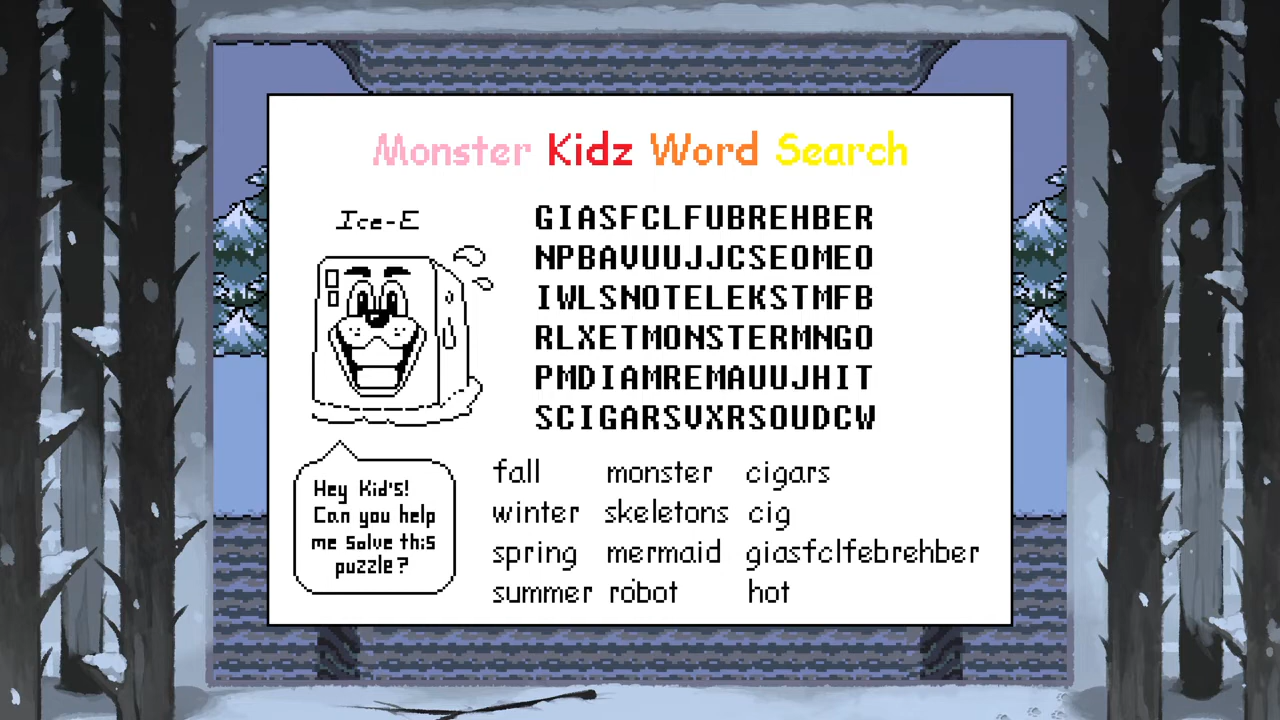 Monster Kidz Word Search
Ice-E
GIASFCLFUBREHBER
NPBAVUUJJCSEOMEO
IWLSNOTELEKSTMFB
RLXETMONSTERMNGO
PMDIAMREMAUUJHIT
SCIGARSVXRSOUDCW
Hey Kid's!
Can you help
me solve this
puzzle?
fall monster cigars
winter skeletons cig
spring mermaid giasfclfebrehber
summer robot hot